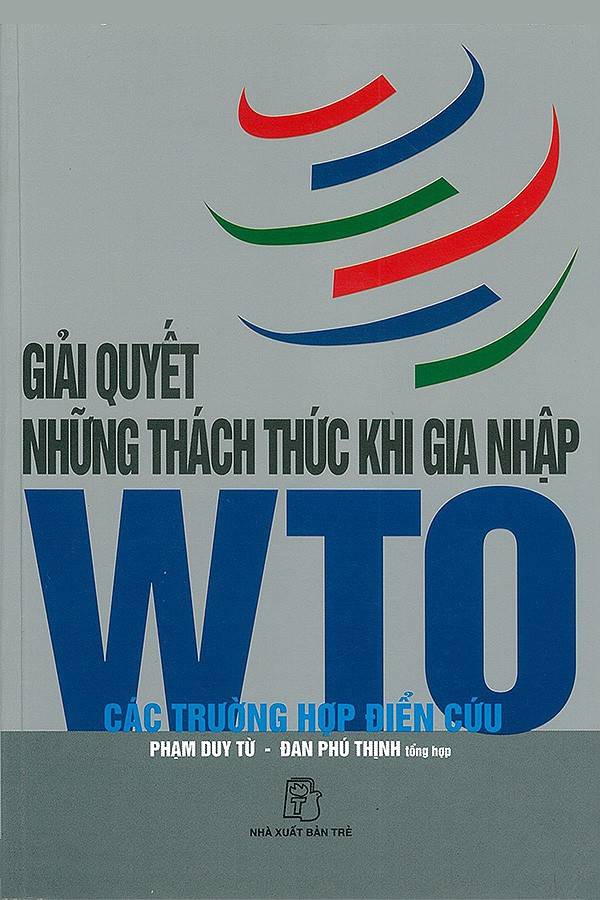 GIẢI QUYẾT
NHỮNG THÁCH THỨC KHI GIA NHẬP
WTO
CÁC TRƯỜNG HỢP ĐIỂN CỨU
PHẠM DUY TỪ - ĐAN PHÚ THỊNH tổng hợp
T
NHÀ XUẤT BẢN TRẺ